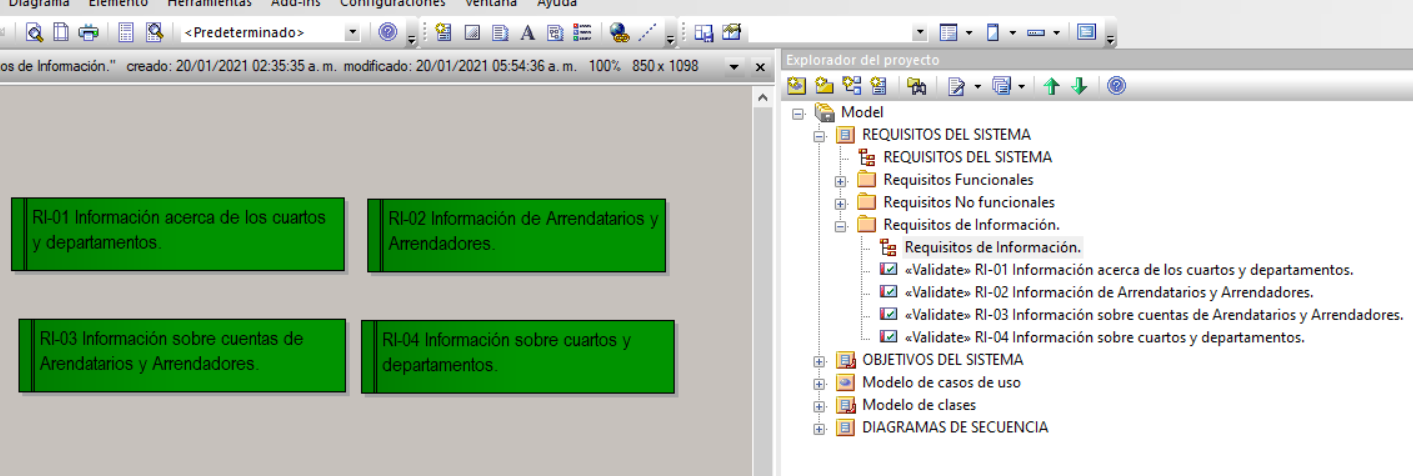 Diagrama Elemento Herramientas Add-Ins Configuraciones Ventana Ayuda
<Predeterminado>
os de Información." creado: 20/01/2021 02:35:35 a. m. modificado: 20/01/2021 05:54:36 a. m. 100% 850 x 1098
Explorador del proyecto
RI-01 Información acerca de los cuartos
y departamentos.
RI-02 Información de Arrendatarios y
Arrendadores.
RI-03 Información sobre cuentas de
Arendatarios y Arrendadores.
RI-04 Información sobre cuartos y
departamentos.
Model
REQUISITOS DEL SISTEMA
REQUISITOS DEL SISTEMA
Requisitos Funcionales
Requisitos No funcionales
Requisitos de Información.
Requisitos de Información.
«Validate» RI-01 Información acerca de los cuartos y departamentos.
«Validate» RI-02 Información de Arrendatarios y Arrendadores.
«Validate» RI-03 Información sobre cuentas de Arendatarios y Arrendadores.
«Validate» RI-04 Información sobre cuartos y departamentos.
OBJETIVOS DEL SISTEMA
Modelo de casos de uso
Modelo de clases
DIAGRAMAS DE SECUENCIA